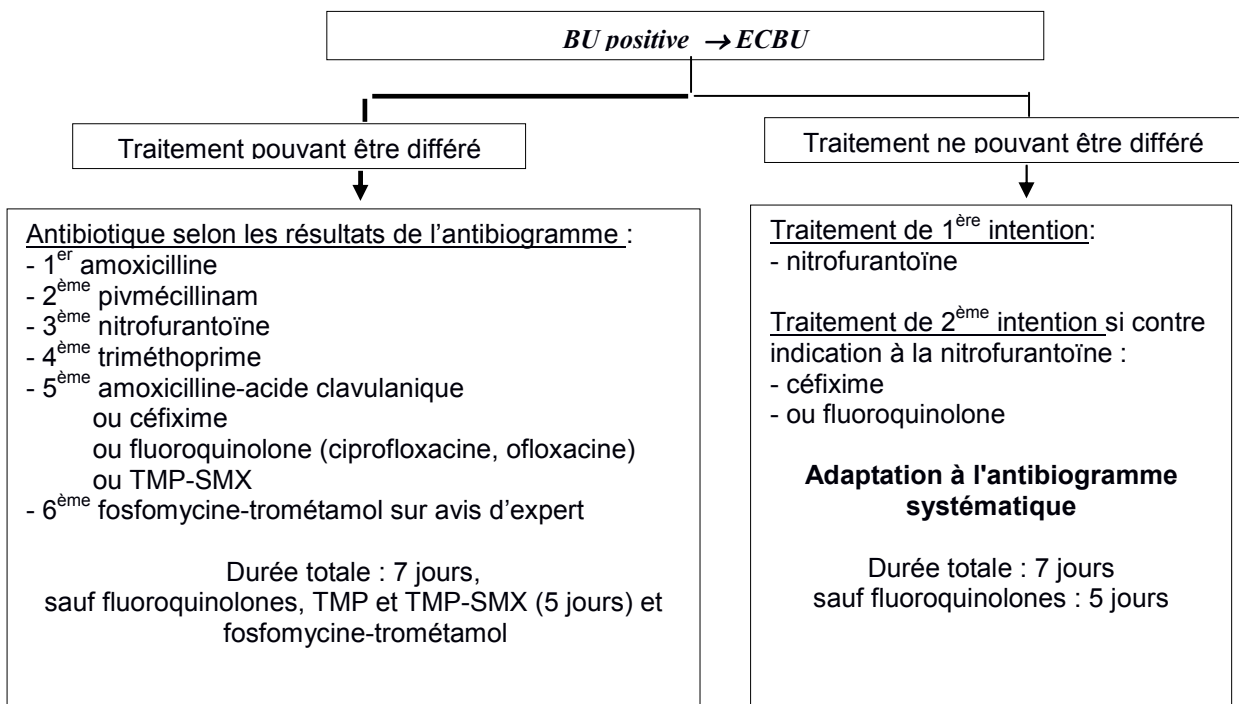 BU positive → ECBU
Traitement pouvant être différé
Antibiotique selon les résultats de l’antibiogramme :
- 1er amoxicilline
- 2ème pivmécillinam
- 3ème nitrofurantoïne
- 4ème triméthoprime
- 5ème amoxicilline-acide clavulanique
ou céfixime
ou fluoroquinolone (ciprofloxacine, ofloxacine)
ou TMP-SMX
- 6ème fosfomycine-trométamol sur avis d’expert
Durée totale : 7 jours,
sauf fluoroquinolones, TMP et TMP-SMX (5 jours) et
fosfomycine-trométamol
Traitement ne pouvant être différé
Traitement de 1ère intention:
- nitrofurantoïne
Traitement de 2ème intention si contre
indication à la nitrofurantoïne :
- céfixime
- ou fluoroquinolone
Adaptation à l'antibiogramme
systématique
Durée totale : 7 jours
sauf fluoroquinolones : 5 jours